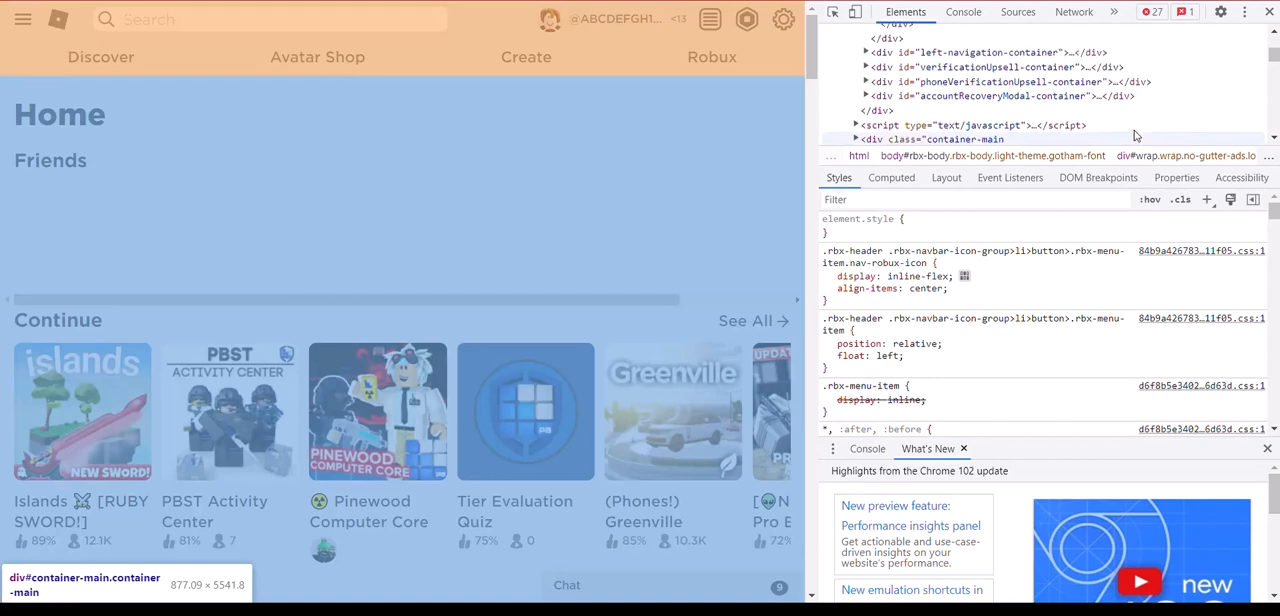 Search
@ABCDEFGH1... <13
Discover
Avatar Shop
Create
Robux
Home
Friends
Continue
See All →
islands
NEW SWORD!
PBST
ACTIVITY CENTER
PINEWOOD
COMPUTER CORE
PB
Greenville
UPDAT
Islands ⚔️ [RUBY
SWORD!]
89% 12.1K
PBST Activity
Center
81% 7
☢️ Pinewood
Computer Core
Tier Evaluation
Quiz
75% 0
(Phones!)
Greenville
85% 10.3K
[👽N
Pro B
72%
Chat
9
div#container-main.container
-main
877.09 × 5541.8
Elements
Console
Sources
Network
»
27
1
</div>
</div>
▶<div id="left-navigation-container">…</div>
▶<div id="verificationUpsell-container">…</div>
▶<div id="phoneVerificationUpsell-container">…</div>
▶<div id="accountRecoveryModal-container">…</div>
</div>
▶<script type="text/javascript">…</script>
▶<div class="container-main
... html body#rbx-body.rbx-body.light-theme.gotham-font div#wrap.wrap.no-gutter-ads.lo ...
Styles
Computed
Layout
Event Listeners
DOM Breakpoints
Properties
Accessibility
Filter
:hov .cls +
element.style {
}
.rbx-header .rbx-navbar-icon-group>li>button>.rbx-menu- 84b9a426783…11f05.css:1
item.nav-robux-icon {
display: inline-flex;
align-items: center;
}
.rbx-header .rbx-navbar-icon-group>li>button>.rbx-menu- 84b9a426783…11f05.css:1
item {
position: relative;
float: left;
}
.rbx-menu-item { d6f8b5e3402…6d63d.css:1
display: inline;
}
*, :after, :before { d6f8b5e3402…6d63d.css:1
Console
What's New ×
Highlights from the Chrome 102 update
New preview feature:
Performance insights panel
Get actionable and use-case-
driven insights on your
website's performance.
New emulation shortcuts in
new